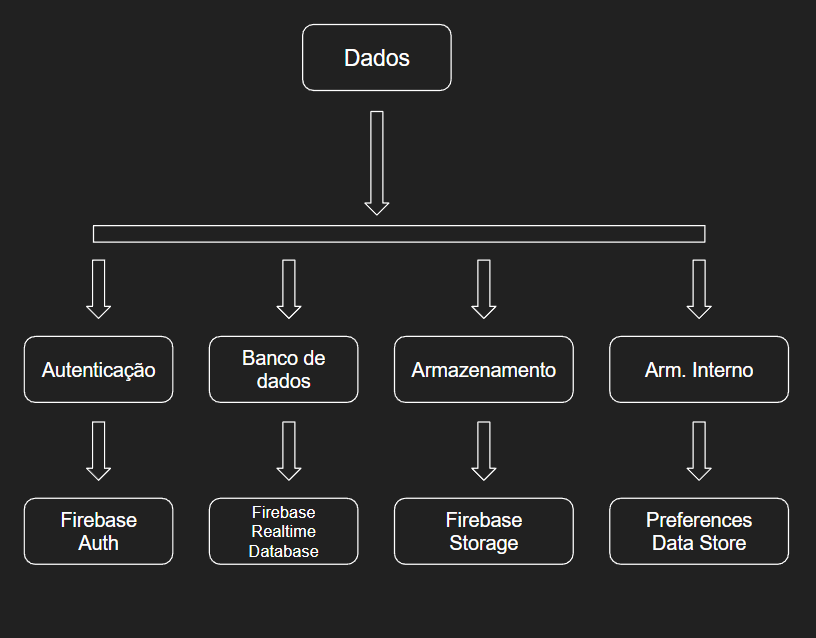 Dados
Autenticação
Banco de
dados
Armazenamento
Arm. Interno
Firebase
Auth
Firebase
Realtime
Database
Firebase
Storage
Preferences
Data Store